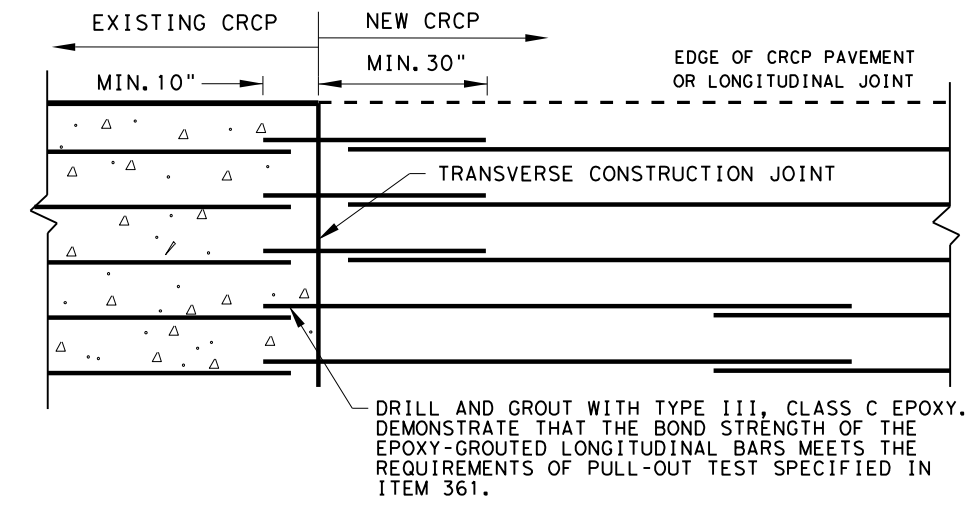 EXISTING CRCP
NEW CRCP
MIN. 10"
MIN. 30"
EDGE OF CRCP PAVEMENT
OR LONGITUDINAL JOINT
TRANSVERSE CONSTRUCTION JOINT
DRILL AND GROUT WITH TYPE III, CLASS C EPOXY.
DEMONSTRATE THAT THE BOND STRENGTH OF THE
EPOXY-GROUTED LONGITUDINAL BARS MEETS THE
REQUIREMENTS OF PULL-OUT TEST SPECIFIED IN
ITEM 361.